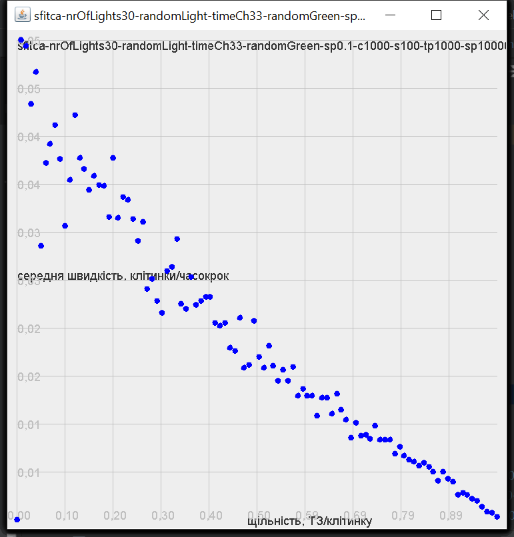 sfitca-nrOfLights30-randomLight-timeCh33-randomGreen-sp...
sfitca-nrOfLights30-randomLight-timeCh33-randomGreen-sp0.1-c1000-s100-tp1000-sp10000
0,05
0,04
0,04
0,03
середня швидкість, клітинки/часокрок
0,03
0,02
0,02
0,01
0,01
0,00 0,10 0,20 0,30 0,40 0,50 0,60 0,70 0,79 0,89
щільність, ТЗ/клітинку